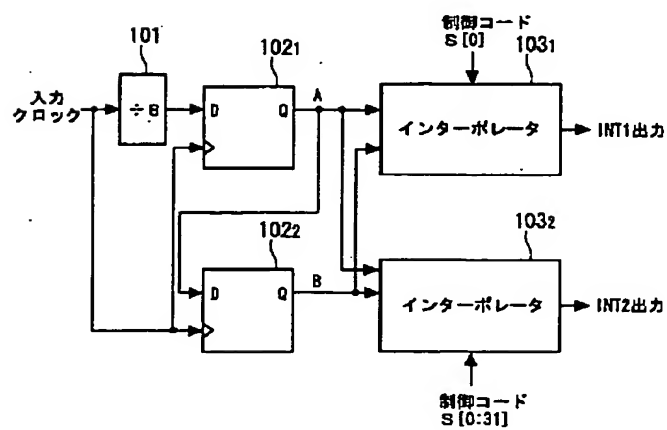 制御コード
S[0]
101
102₁
103₁
入力
クロック
÷8
D
Q
A
インターポレータ
INT1出力
102₂
103₂
D
Q
B
インターポレータ
INT2出力
制御コード
S[0:31]